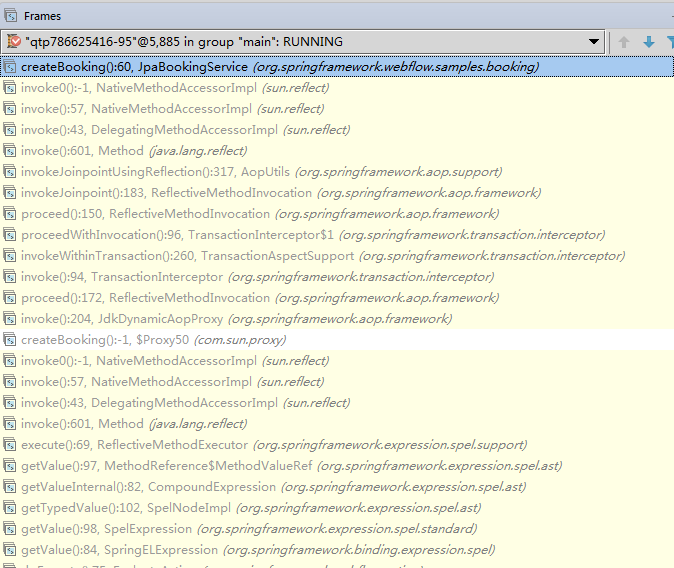 Frames
"qtp786625416-95"@5,885 in group "main": RUNNING
createBooking():60, JpaBookingService (org.springframework.webflow.samples.booking)
invoke0():-1, NativeMethodAccessorImpl (sun.reflect)
invoke():57, NativeMethodAccessorImpl (sun.reflect)
invoke():43, DelegatingMethodAccessorImpl (sun.reflect)
invoke():601, Method (java.lang.reflect)
invokeJoinpointUsingReflection():317, AopUtils (org.springframework.aop.support)
invokeJoinpoint():183, ReflectiveMethodInvocation (org.springframework.aop.framework)
proceed():150, ReflectiveMethodInvocation (org.springframework.aop.framework)
proceedWithInvocation():96, TransactionInterceptor$1 (org.springframework.transaction.interceptor)
invokeWithinTransaction():260, TransactionAspectSupport (org.springframework.transaction.interceptor)
invoke():94, TransactionInterceptor (org.springframework.transaction.interceptor)
proceed():172, ReflectiveMethodInvocation (org.springframework.aop.framework)
invoke():204, JdkDynamicAopProxy (org.springframework.aop.framework)
createBooking():-1, $Proxy50 (com.sun.proxy)
invoke0():-1, NativeMethodAccessorImpl (sun.reflect)
invoke():57, NativeMethodAccessorImpl (sun.reflect)
invoke():43, DelegatingMethodAccessorImpl (sun.reflect)
invoke():601, Method (java.lang.reflect)
execute():69, ReflectiveMethodExecutor (org.springframework.expression.spel.support)
getValue():97, MethodReference$MethodValueRef (org.springframework.expression.spel.ast)
getValueInternal():82, CompoundExpression (org.springframework.expression.spel.ast)
getTypedValue():102, SpelNodeImpl (org.springframework.expression.spel.ast)
getValue():98, SpelExpression (org.springframework.expression.spel.standard)
getValue():84, SpringELExpression (org.springframework.binding.expression.spel)